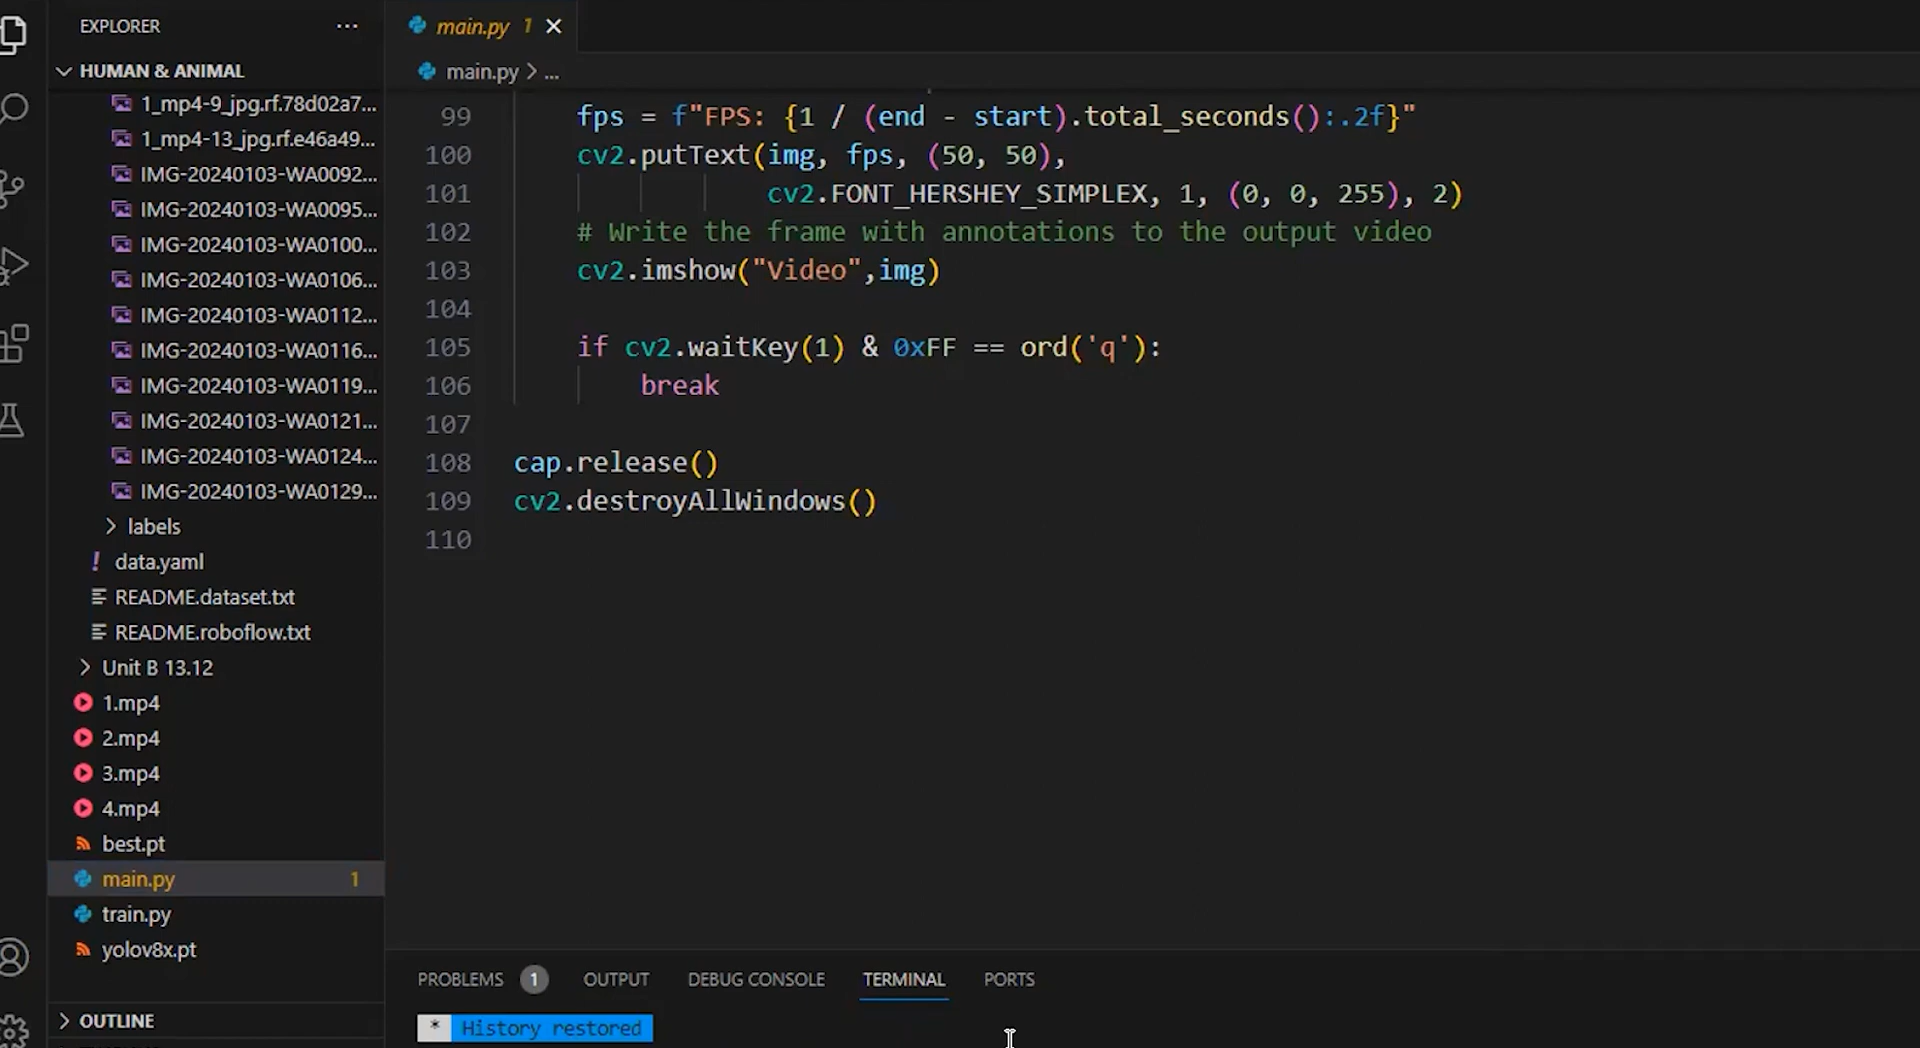 EXPLORER
HUMAN & ANIMAL
1_mp4-9_jpg.rf.78d02a7...
1_mp4-13_jpg.rf.e46a49...
IMG-20240103-WA0092...
IMG-20240103-WA0095...
IMG-20240103-WA0100...
IMG-20240103-WA0106...
IMG-20240103-WA0112...
IMG-20240103-WA0116...
IMG-20240103-WA0119...
IMG-20240103-WA0121...
IMG-20240103-WA0124...
IMG-20240103-WA0129...
labels
! data.yaml
README.dataset.txt
README.roboflow.txt
Unit B 13.12
1.mp4
2.mp4
3.mp4
4.mp4
best.pt
main.py 1
train.py
yolov8x.pt
OUTLINE
main.py 1
main.py > ...
99 fps = f"FPS: {1 / (end - start).total_seconds():.2f}"
100 cv2.putText(img, fps, (50, 50),
101 cv2.FONT_HERSHEY_SIMPLEX, 1, (0, 0, 255), 2)
102 # Write the frame with annotations to the output video
103 cv2.imshow("Video",img)
104
105 if cv2.waitKey(1) & 0xFF == ord('q'):
106 break
107
108 cap.release()
109 cv2.destroyAllWindows()
110
PROBLEMS 1 OUTPUT DEBUG CONSOLE TERMINAL PORTS
* History restored